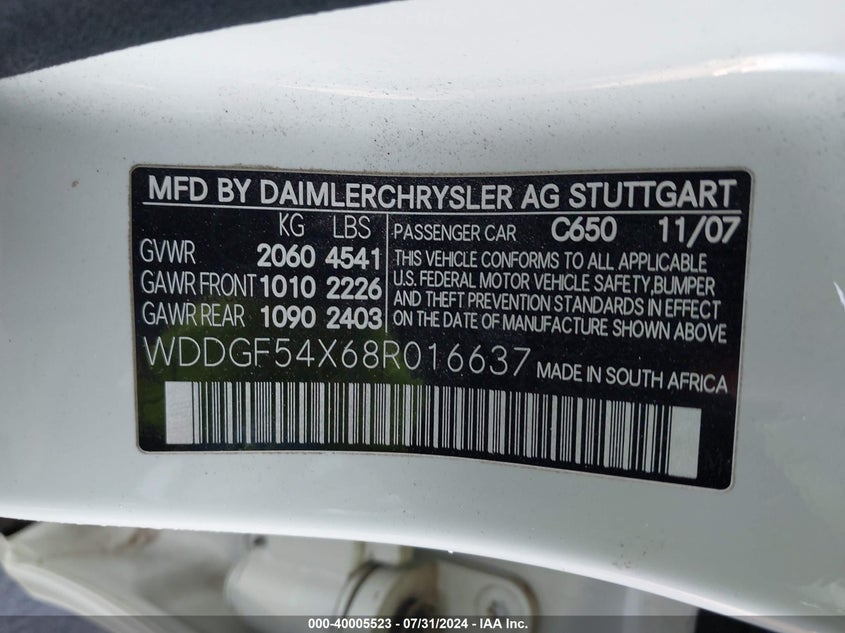 MFD BY DAIMLERCHRYSLER AG STUTTGART
KG LBS
GVWR 2060 4541
GAWR FRONT 1010 2226
GAWR REAR 1090 2403
PASSENGER CAR C650 11/07
THIS VEHICLE CONFORMS TO ALL APPLICABLE
U.S. FEDERAL MOTOR VEHICLE SAFETY,BUMPER
AND THEFT PREVENTION STANDARDS IN EFFECT
ON THE DATE OF MANUFACTURE SHOWN ABOVE
WDDGF54X68R016637 MADE IN SOUTH AFRICA
000-40005523 - 07/31/2024 - IAA Inc.